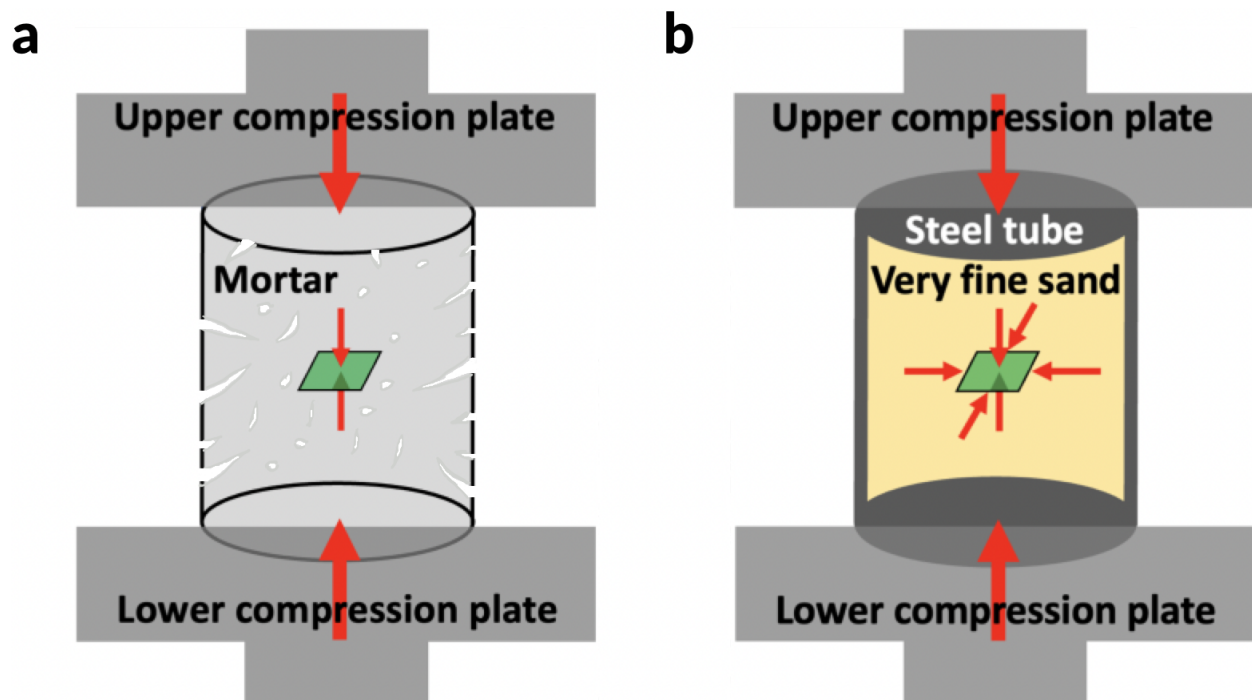 a
Upper compression plate
Mortar
Lower compression plate
b
Upper compression plate
Steel tube
Very fine sand
Lower compression plate